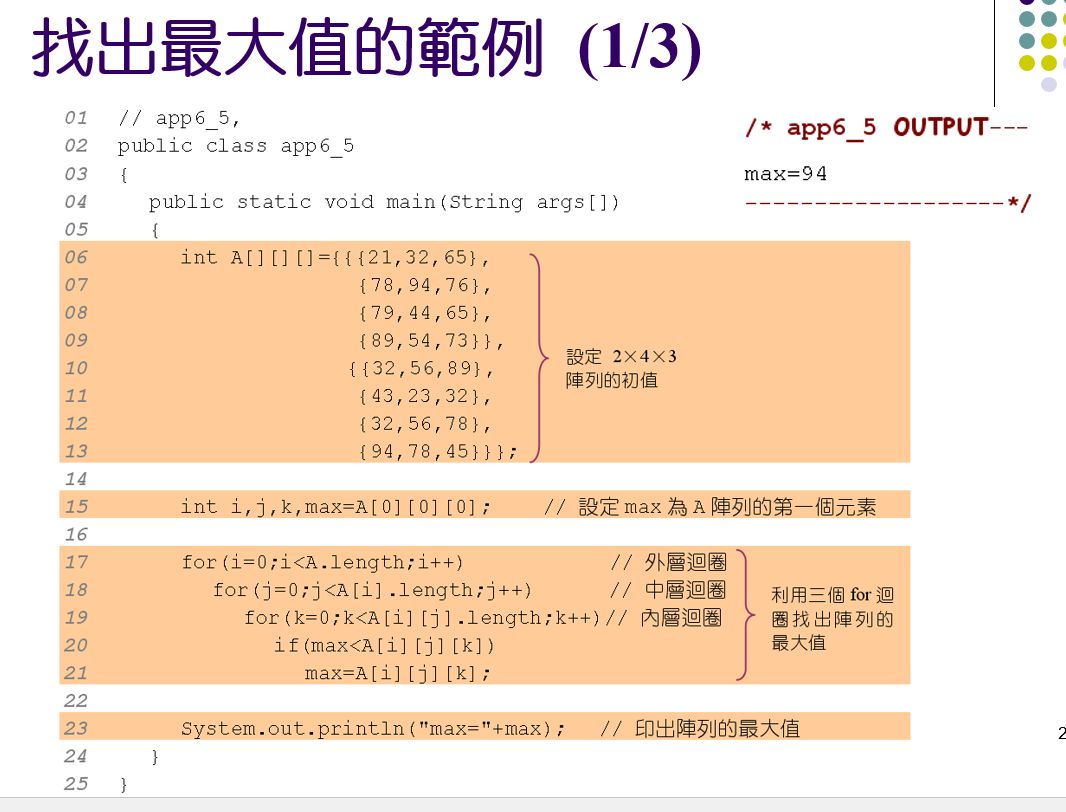 找出最大值的範例 (1/3)
01 // app6_5,
02 public class app6_5
03 {
04 public static void main(String args[])
05 {
06 int A[][][]={{{21,32,65},
07 {78,94,76},
08 {79,44,65},
09 {89,54,73}},
10 {{32,56,89},
11 {43,23,32},
12 {32,56,78},
13 {94,78,45}}};
設定 2×4×3
陣列的初值
14
15 int i,j,k,max=A[0][0][0]; // 設定 max 為 A 陣列的第一個元素
16
17 for(i=0;i<A.length;i++) // 外層迴圈
18 for(j=0;j<A[i].length;j++) // 中層迴圈
19 for(k=0;k<A[i][j].length;k++)// 內層迴圈
20 if(max<A[i][j][k])
21 max=A[i][j][k];
利用三個 for 迴
圈找出陣列的
最大值
22
23 System.out.println("max="+max); // 印出陣列的最大值
24 }
25 }
/* app6_5 OUTPUT---
max=94
-------------------*/
2